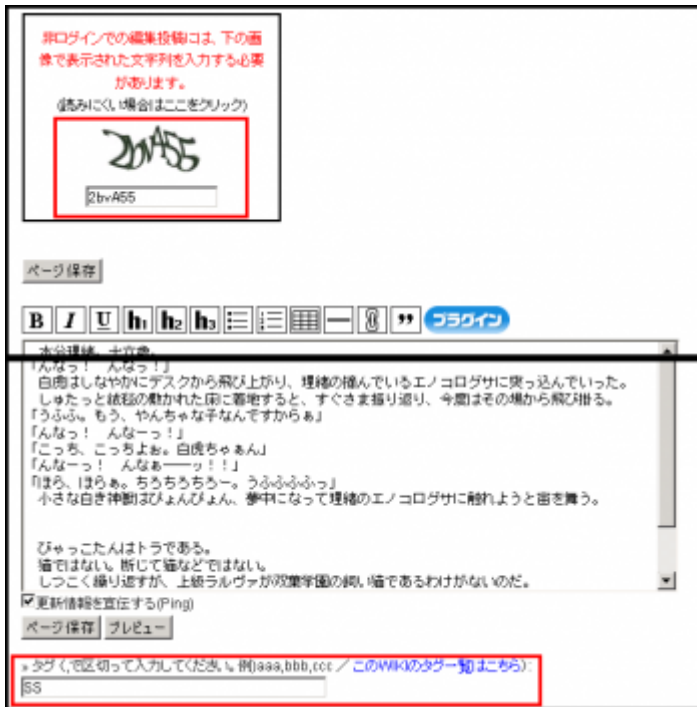 非ログインでの編集投稿には、下の画
像で表示された文字列を入力する必要
があります。
(読みにくい場合はここをクリック)
2bvA55
2bvA55
ページ保存
B I U h1 h2 h3 プラグイン
「んなっ! んなっ!」
白虎はしなやかにデスクから飛び上がり、理緒の摘んでいるエノコログサに突っ込んでいった。
しゅたっと絨毯の敷かれた床に着地すると、すぐさま振り返り、今度はその場から飛び掛る。
「うふふ。もう、やんちゃな子なんですからぁ」
「んなっ! んなーっ!」
「こっち、こっちよぉ。白虎ちゃぁん」
「んなーっ! んなぁ――ッ!!」
「ほら、ほらぁ。ちろちろちろー。うふふふふっ」
小さな白き神獣はぴょんぴょん、夢中になって理緒のエノコログサに触れようと宙を舞う。
びゃっこたんはトラである。
猫ではない。断じて猫などではない。
しつこく繰り返すが、上級ラルヴァが双葉学園の飼い猫であるわけがないのだ。
更新情報を宣伝する(Ping)
ページ保存 プレビュー
» タグ (,で区切って入力してください。例)aaa,bbb,ccc / このWIKIのタグ一覧はこちら):
SS